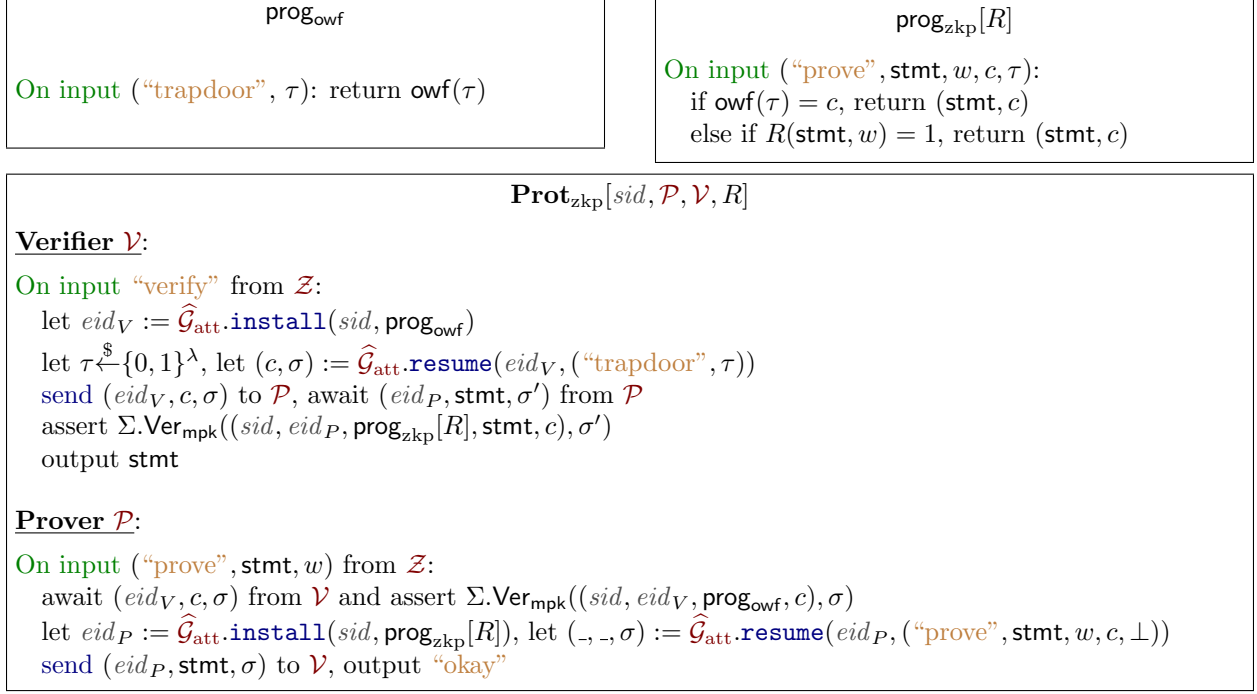 prog_owf
On input (“trapdoor”, τ): return owf(τ)
prog_zkp[R]
On input (“prove”, stmt, w, c, τ):
if owf(τ) = c, return (stmt, c)
else if R(stmt, w) = 1, return (stmt, c)
Prot_zkp[sid, 𝒫, 𝒱, R]
Verifier 𝒱:
On input “verify” from 𝒵:
let eid_V := 𝒢̂_att.install(sid, prog_owf)
let τ ←$ {0, 1}^λ, let (c, σ) := 𝒢̂_att.resume(eid_V, (“trapdoor”, τ))
send (eid_V, c, σ) to 𝒫, await (eid_P, stmt, σ′) from 𝒫
assert Σ.Ver_mpk((sid, eid_P, prog_zkp[R], stmt, c), σ′)
output stmt
Prover 𝒫:
On input (“prove”, stmt, w) from 𝒵:
await (eid_V, c, σ) from 𝒱 and assert Σ.Ver_mpk((sid, eid_V, prog_owf, c), σ)
let eid_P := 𝒢̂_att.install(sid, prog_zkp[R]), let (_, _, σ) := 𝒢̂_att.resume(eid_P, (“prove”, stmt, w, c, ⊥))
send (eid_P, stmt, σ) to 𝒱, output “okay”